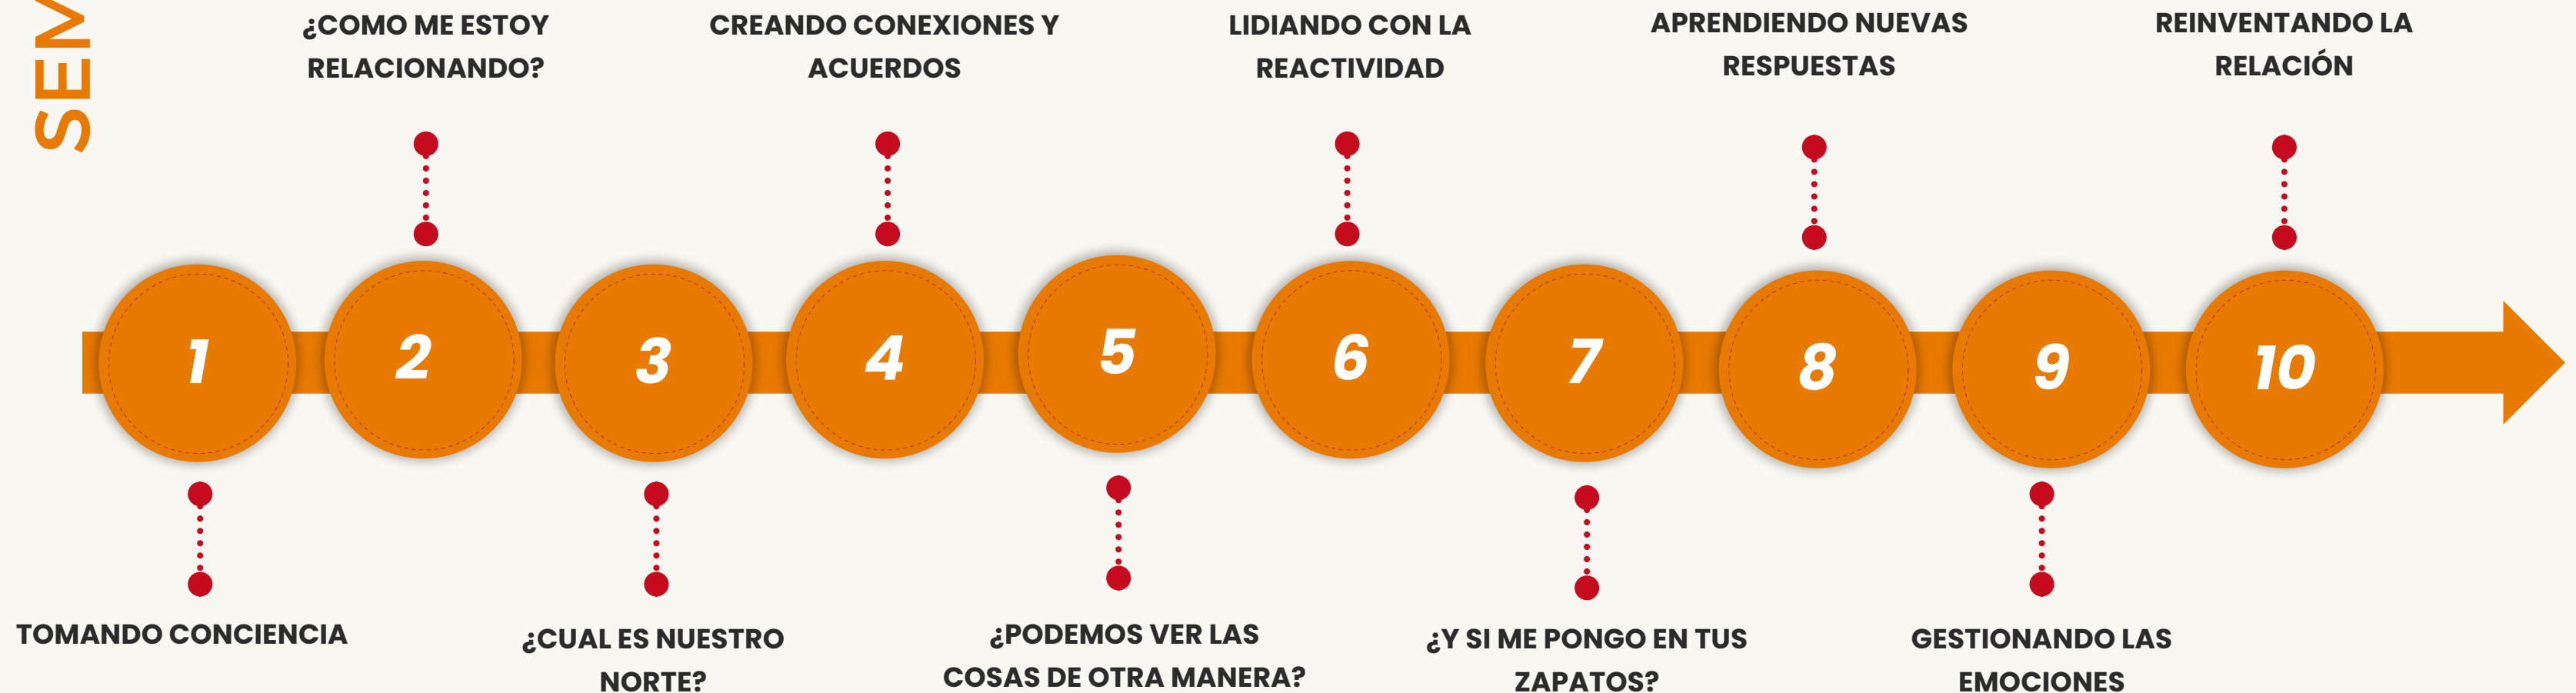 SEM
¿COMO ME ESTOY
RELACIONANDO?
CREANDO CONEXIONES Y
ACUERDOS
LIDIANDO CON LA
REACTIVIDAD
APRENDIENDO NUEVAS
RESPUESTAS
REINVENTANDO LA
RELACIÓN
1
2
3
4
5
6
7
8
9
10
TOMANDO CONCIENCIA
¿CUAL ES NUESTRO
NORTE?
¿PODEMOS VER LAS
COSAS DE OTRA MANERA?
¿Y SI ME PONGO EN TUS
ZAPATOS?
GESTIONANDO LAS
EMOCIONES